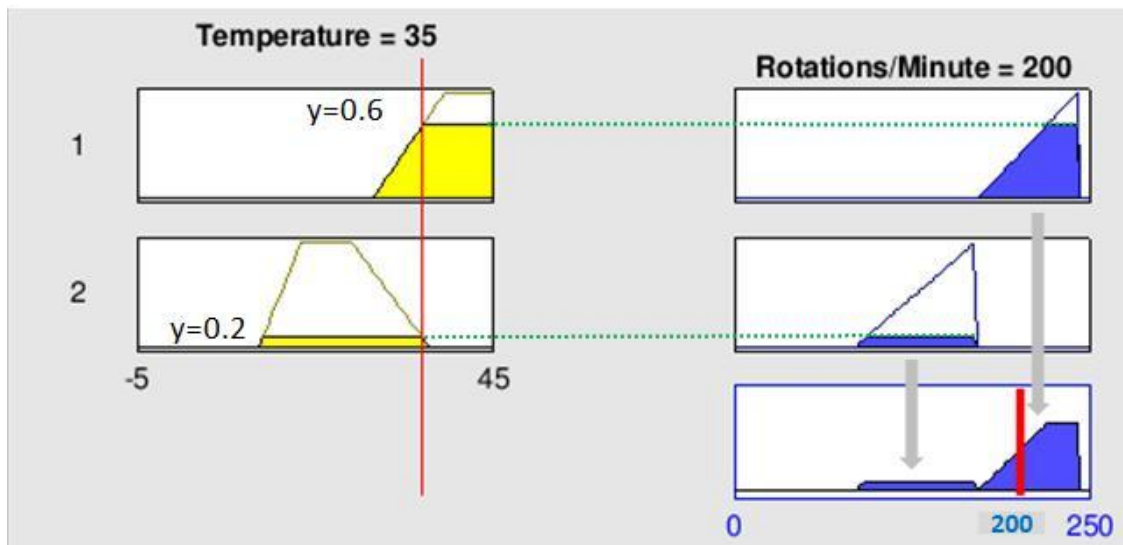 Temperature = 35
Rotations/Minute = 200
1
y=0.6
2
y=0.2
-5
45
0
200
250